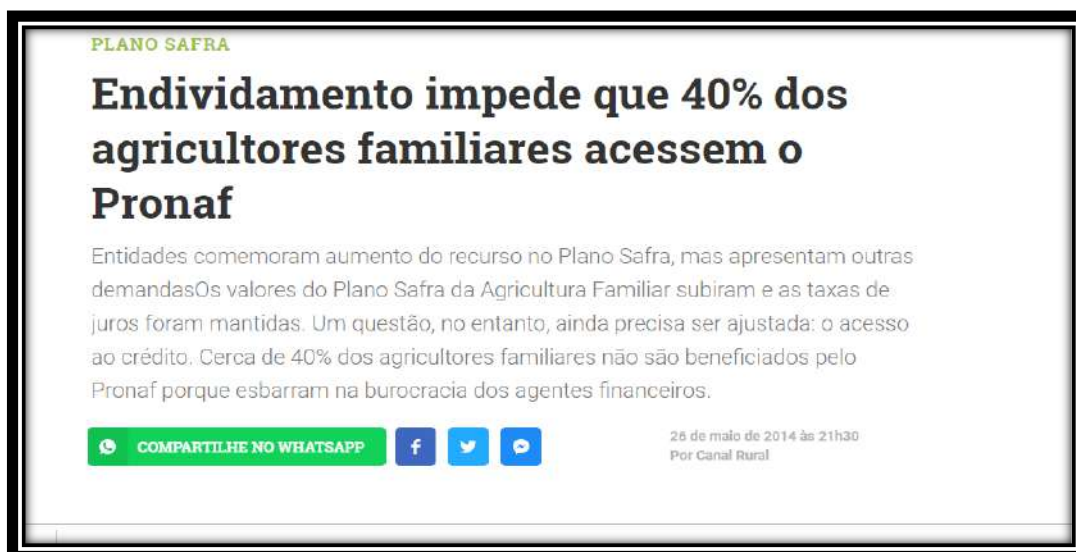 PLANO SAFRA
Endividamento impede que 40% dos
agricultores familiares acessem o
Pronaf
Entidades comemoram aumento do recurso no Plano Safra, mas apresentam outras
demandasOs valores do Plano Safra da Agricultura Familiar subiram e as taxas de
juros foram mantidas. Um questão, no entanto, ainda precisa ser ajustada: o acesso
ao crédito. Cerca de 40% dos agricultores familiares não são beneficiados pelo
Pronaf porque esbarram na burocracia dos agentes financeiros.
COMPARTILHE NO WHATSAPP
26 de maio de 2014 às 21h30
Por Canal Rural